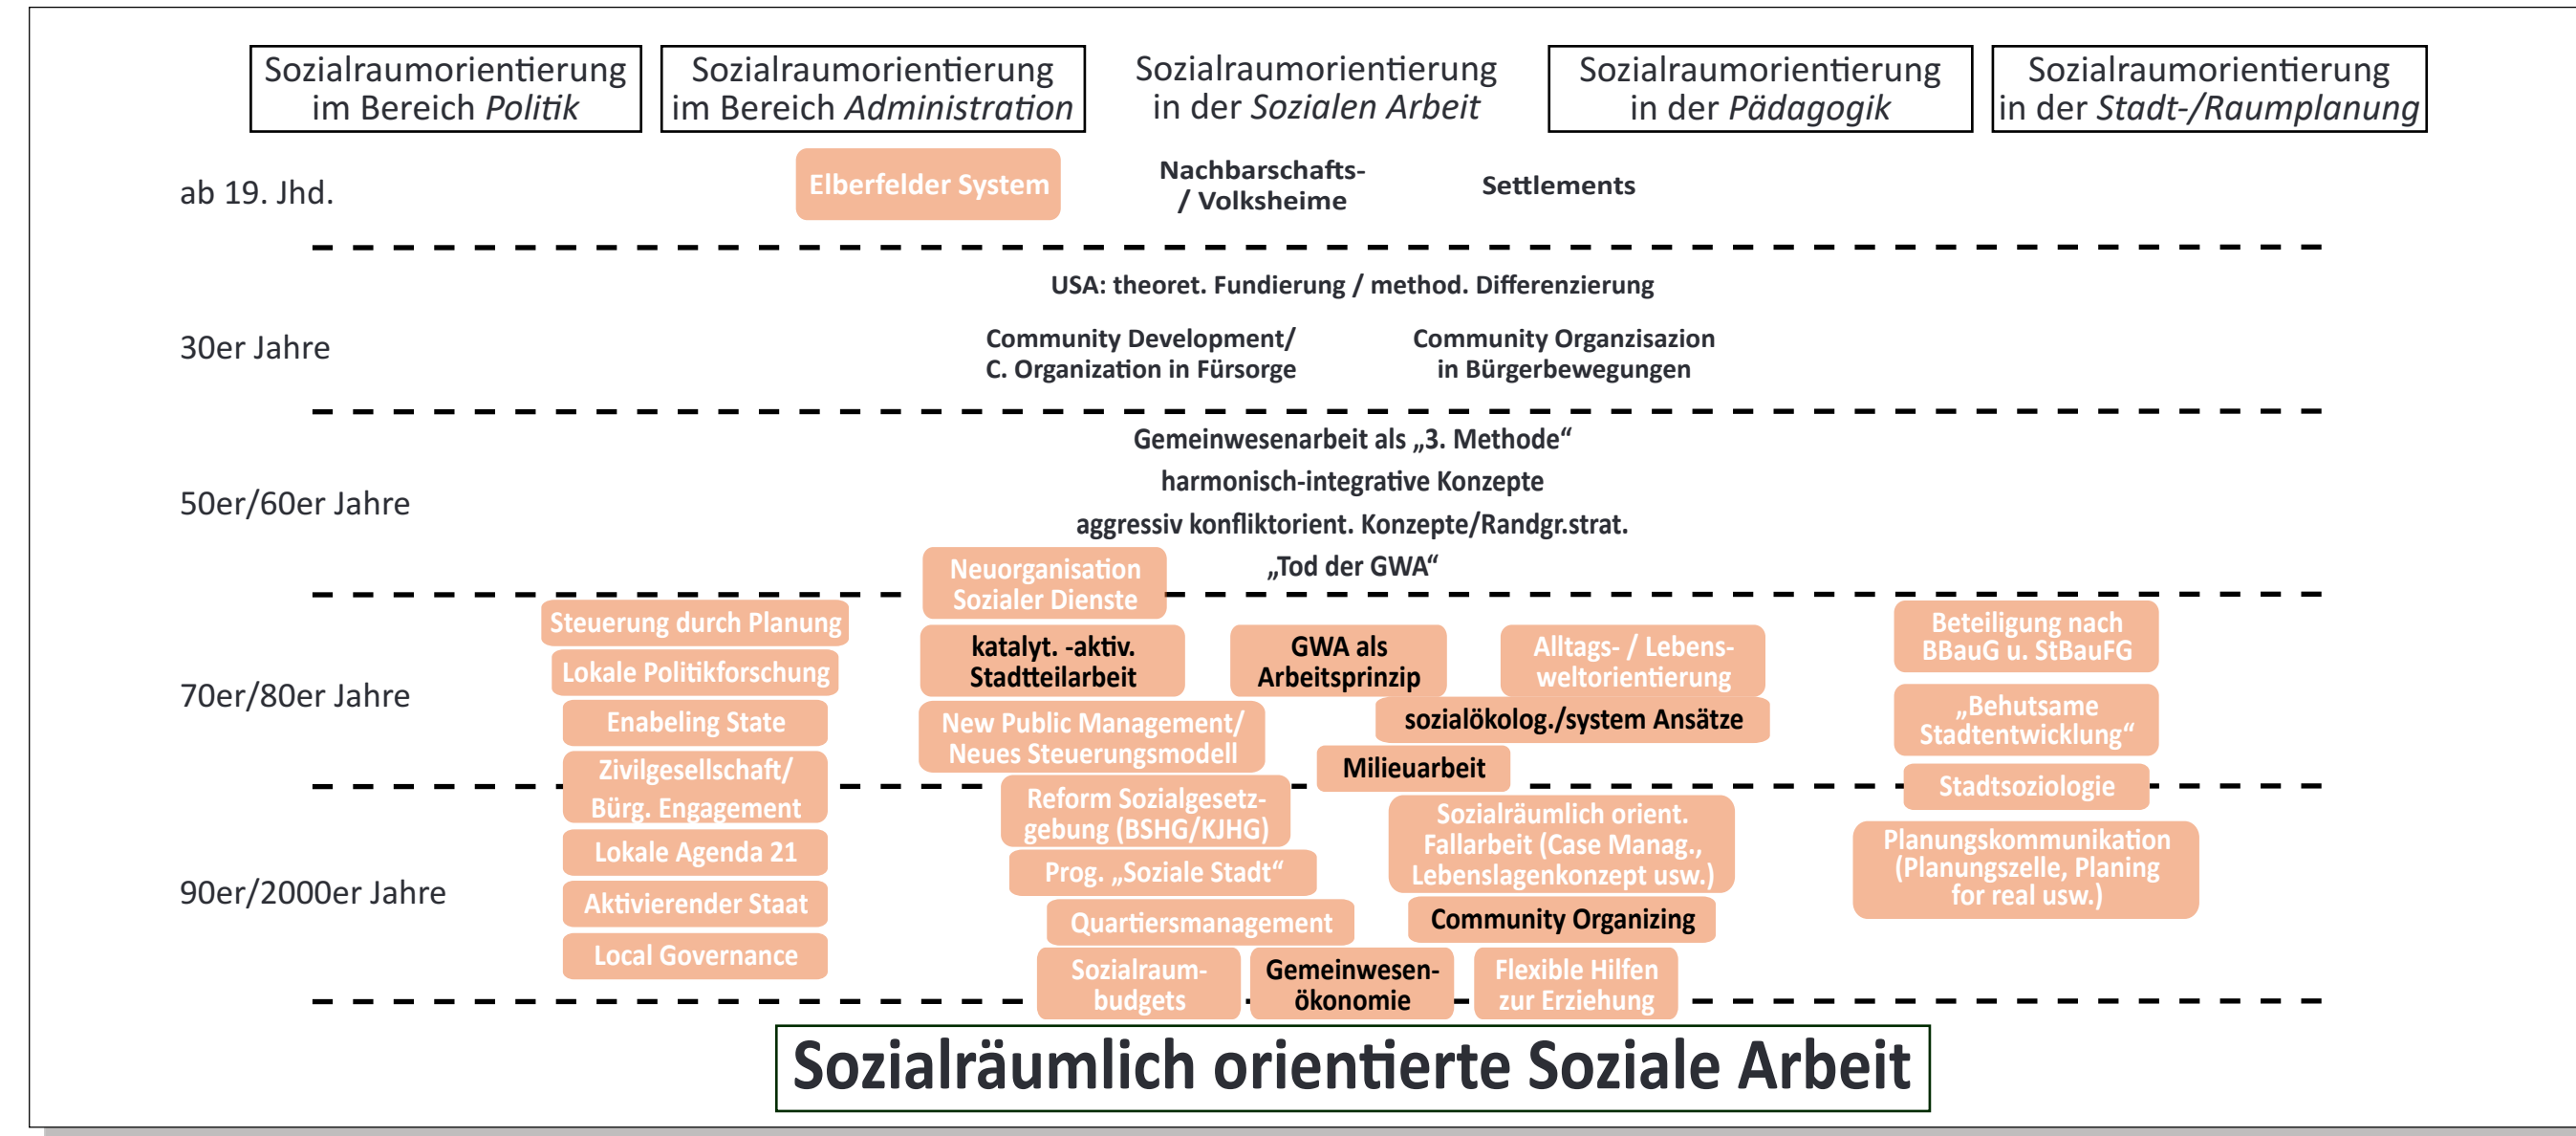 Sozialraumorientierung
im Bereich Politik
Sozialraumorientierung
im Bereich Administration
Sozialraumorientierung
in der Sozialen Arbeit
Sozialraumorientierung
in der Pädagogik
Sozialraumorientierung
in der Stadt-/Raumplanung
ab 19. Jhd.
Elberfelder System
Nachbarschafts-
/ Volksheime
Settlements
USA: theoret. Fundierung / method. Differenzierung
30er Jahre
Community Development/
C. Organization in Fürsorge
Community Organzisazion
in Bürgerbewegungen
50er/60er Jahre
Gemeinwesenarbeit als „3. Methode“
harmonisch-integrative Konzepte
aggressiv konfliktorient. Konzepte/Randgr.strat.
„Tod der GWA“
Neuorganisation
Sozialer Dienste
70er/80er Jahre
Steuerung durch Planung
Lokale Politikforschung
Enabeling State
Zivilgesellschaft/
Bürg. Engagement
katalyt. -aktiv.
Stadtteilarbeit
GWA als
Arbeitsprinzip
Alltags- / Lebens-
weltorientierung
New Public Management/
Neues Steuerungsmodell
sozialökolog./system Ansätze
Milieuarbeit
Beteiligung nach
BBauG u. StBauFG
„Behutsame
Stadtentwicklung“
Stadtsoziologie
90er/2000er Jahre
Lokale Agenda 21
Aktivierender Staat
Local Governance
Reform Sozialgesetz-
gebung (BSHG/KJHG)
Prog. „Soziale Stadt“
Quartiersmanagement
Sozialraum-
budgets
Gemeinwesen-
ökonomie
Sozialräumlich orient.
Fallarbeit (Case Manag.,
Lebenslagenkonzept usw.)
Community Organizing
Flexible Hilfen
zur Erziehung
Planungskommunikation
(Planungszelle, Planing
for real usw.)
Sozialräumlich orientierte Soziale Arbeit